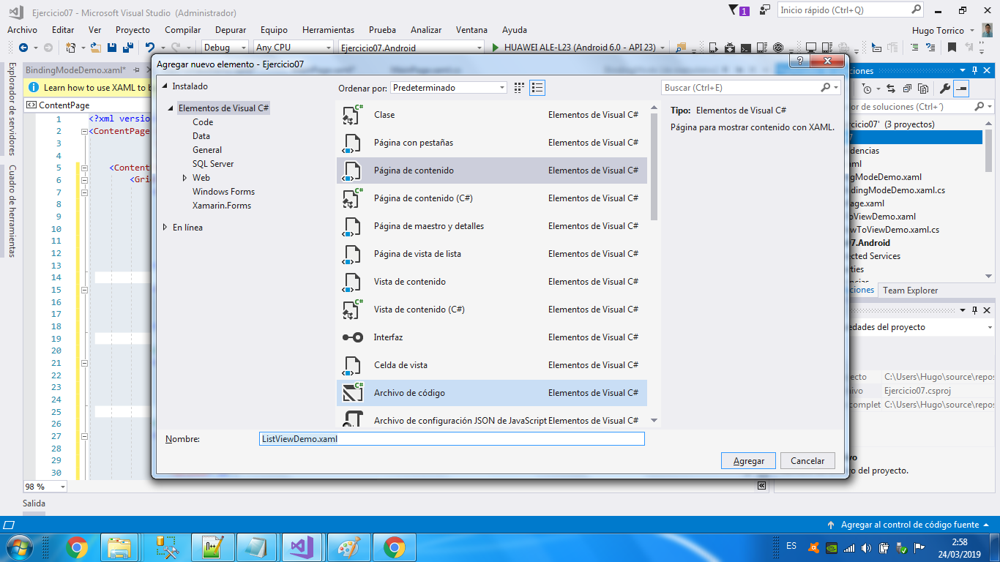 Ejercicio07 - Microsoft Visual Studio (Administrador)
1
Inicio rápido (Ctrl+Q)
Archivo Editar Ver Proyecto Compilar Depurar Equipo Herramientas Prueba Analizar Ventana Ayuda
Hugo Torrico
Debug Any CPU Ejercicio07.Android HUAWEI ALE-L23 (Android 6.0 - API 23)
Explorador de servidores
Cuadro de herramientas
BindingModeDemo.xaml*
Learn how to use XAML to b
ContentPage
1 <?xml versio
2 <ContentPage
3
4
5 <Content
6 <Gri
7
8
9
10
11
12
13
14
15
16
17
18
19
20
21
22
23
24
25
26
27
28
29
30
98 %
Salida
Agregar nuevo elemento - Ejercicio07
Instalado
Elementos de Visual C#
Code
Data
General
SQL Server
Web
Windows Forms
Xamarin.Forms
En línea
Ordenar por: Predeterminado
Clase Elementos de Visual C#
Página con pestañas Elementos de Visual C#
Página de contenido Elementos de Visual C#
Página de contenido (C#) Elementos de Visual C#
Página de maestro y detalles Elementos de Visual C#
Página de vista de lista Elementos de Visual C#
Vista de contenido Elementos de Visual C#
Vista de contenido (C#) Elementos de Visual C#
Interfaz Elementos de Visual C#
Celda de vista Elementos de Visual C#
Archivo de código Elementos de Visual C#
Archivo de configuración JSON de JavaScript Elementos de Visual C#
Buscar (Ctrl+E)
Tipo: Elementos de Visual C#
Página para mostrar contenido con XAML.
Nombre: ListViewDemo.xaml
Agregar Cancelar
ciones
or de soluciones (Ctrl+´)
rcicio07' (3 proyectos)
7
dencias
aml
ngModeDemo.xaml
ndingModeDemo.xaml.cs
age.xaml
oViewDemo.xaml
ewToViewDemo.xaml.cs
07.Android
ected Services
rties
ncias
ciones Team Explorer
edades del proyecto
yecto C:\Users\Hugo\source\repos
ivo Ejercicio07.csproj
complet C:\Users\Hugo\source\repos
vo
vo del proyecto.
Agregar al control de código fuente
ES
2:58
24/03/2019